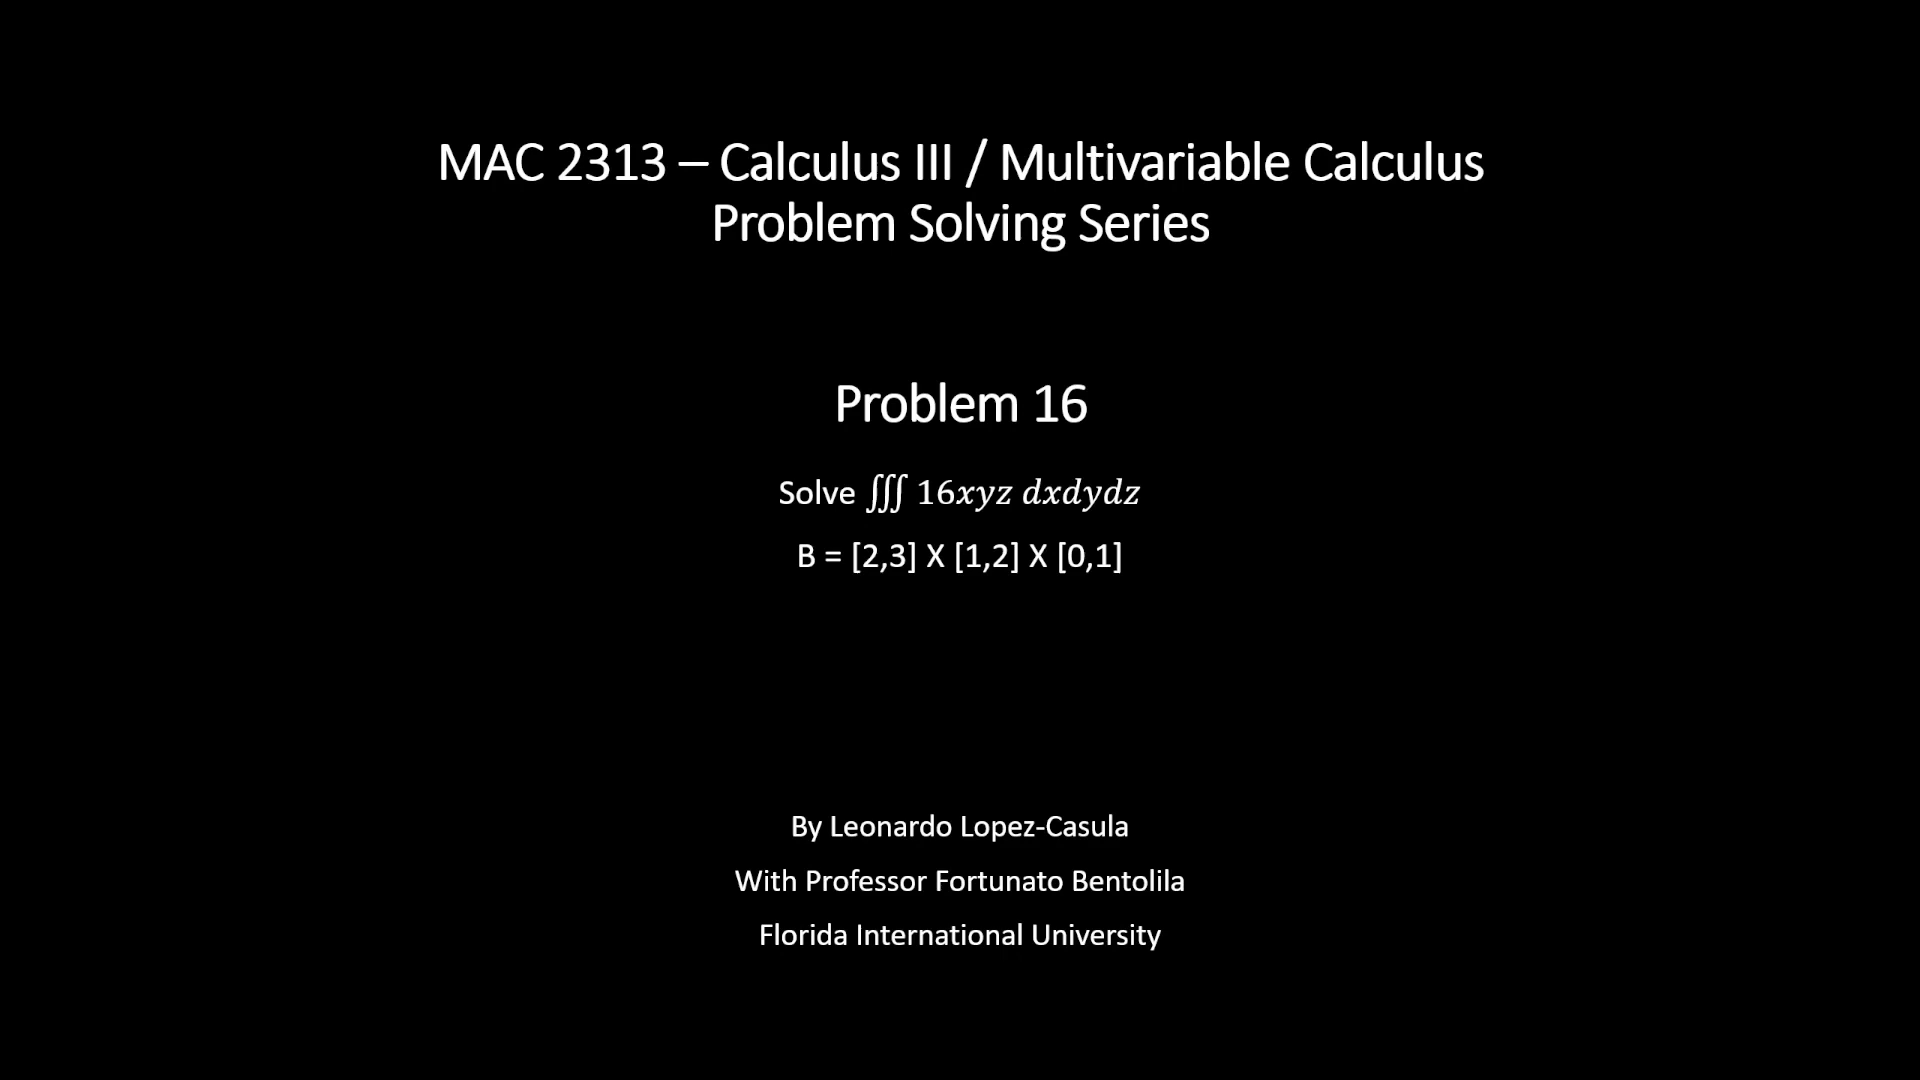 MAC 2313 – Calculus III / Multivariable Calculus
Problem Solving Series
Problem 16
Solve ∭ 16𝑥𝑦𝑧 𝑑𝑥𝑑𝑦𝑑𝑧
B = [2,3] X [1,2] X [0,1]
By Leonardo Lopez-Casula
With Professor Fortunato Bentolila
Florida International University